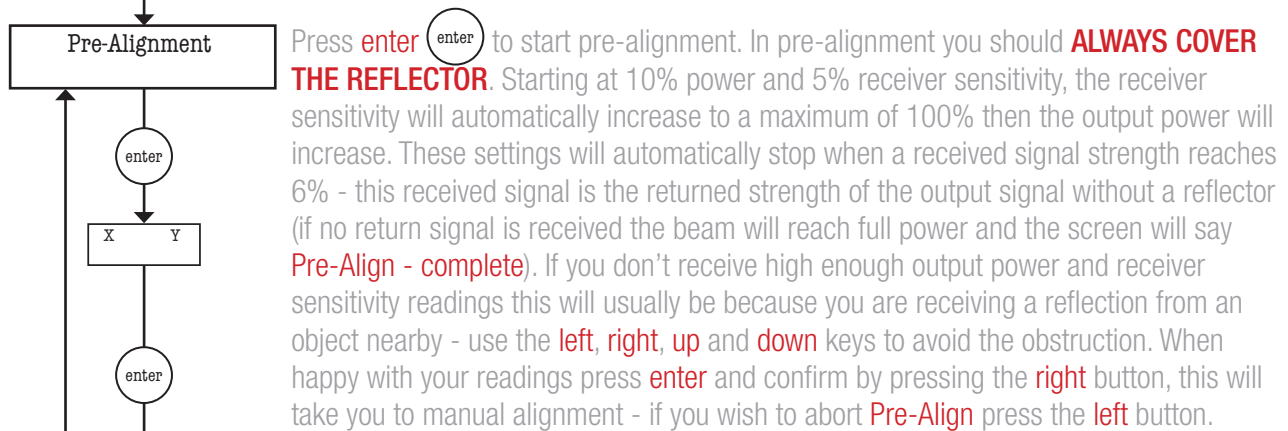 Pre-Alignment
enter
X Y
enter
Press enter enter to start pre-alignment. In pre-alignment you should ALWAYS COVER
THE REFLECTOR. Starting at 10% power and 5% receiver sensitivity, the receiver
sensitivity will automatically increase to a maximum of 100% then the output power will
increase. These settings will automatically stop when a received signal strength reaches
6% - this received signal is the returned strength of the output signal without a reflector
(if no return signal is received the beam will reach full power and the screen will say
Pre-Align - complete). If you don't receive high enough output power and receiver
sensitivity readings this will usually be because you are receiving a reflection from an
object nearby - use the left, right, up and down keys to avoid the obstruction. When
happy with your readings press enter and confirm by pressing the right button, this will
take you to manual alignment - if you wish to abort Pre-Align press the left button.